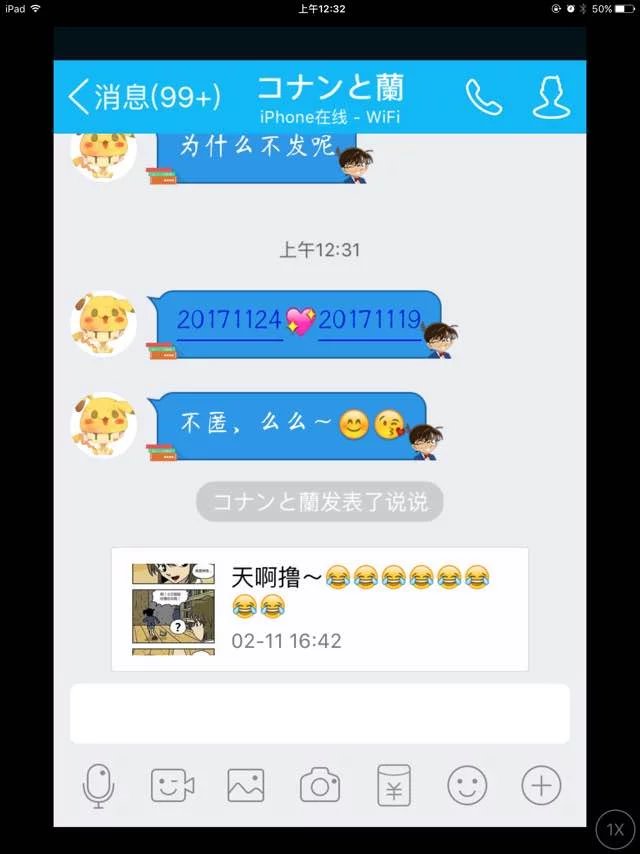 iPad
上午12:32
50%
消息(99+)
コナンと蘭
iPhone在线 - WiFi
为什么不发呢
上午12:31
20171124💖20171119
不匿，么么～😊😘
コナンと蘭发表了说说
天啊撸～😂😂😂😂😂😂
😂😂
02-11 16:42
?
1X